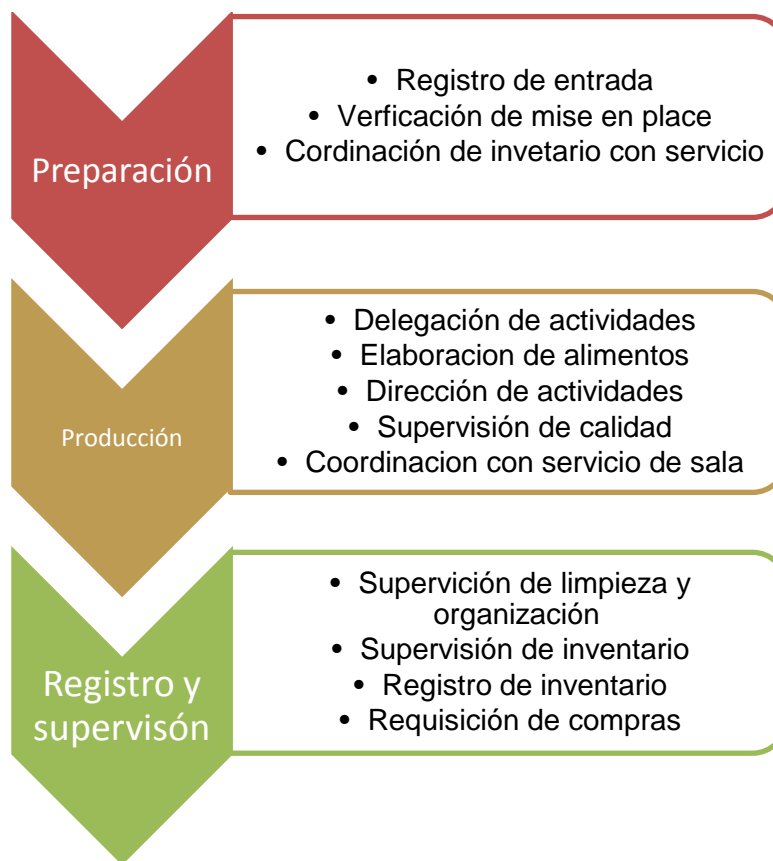 Preparación
• Registro de entrada
• Verficación de mise en place
• Cordinación de invetario con servicio
Producción
• Delegación de actividades
• Elaboracion de alimentos
• Dirección de actividades
• Supervisión de calidad
• Coordinacion con servicio de sala
Registro y
supervisón
• Supervición de limpieza y
organización
• Supervisión de inventario
• Registro de inventario
• Requisición de compras